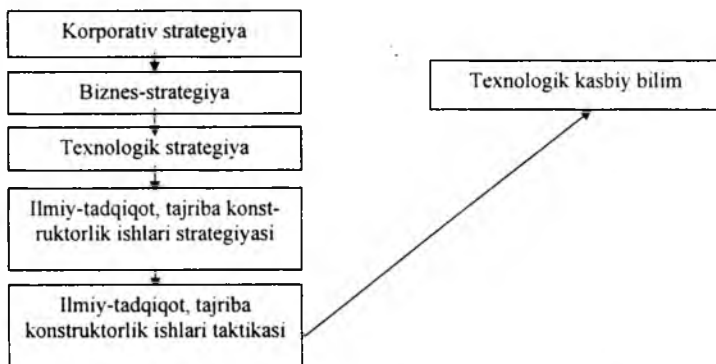 Korporativ strategiya
Biznes-strategiya
Texnologik strategiya
Ilmiy-tadqiqot, tajriba konst-
ruktorlik ishlari strategiyasi
Ilmiy-tadqiqot, tajriba
konstruktorlik ishlari taktikasi
Texnologik kasbiy bilim